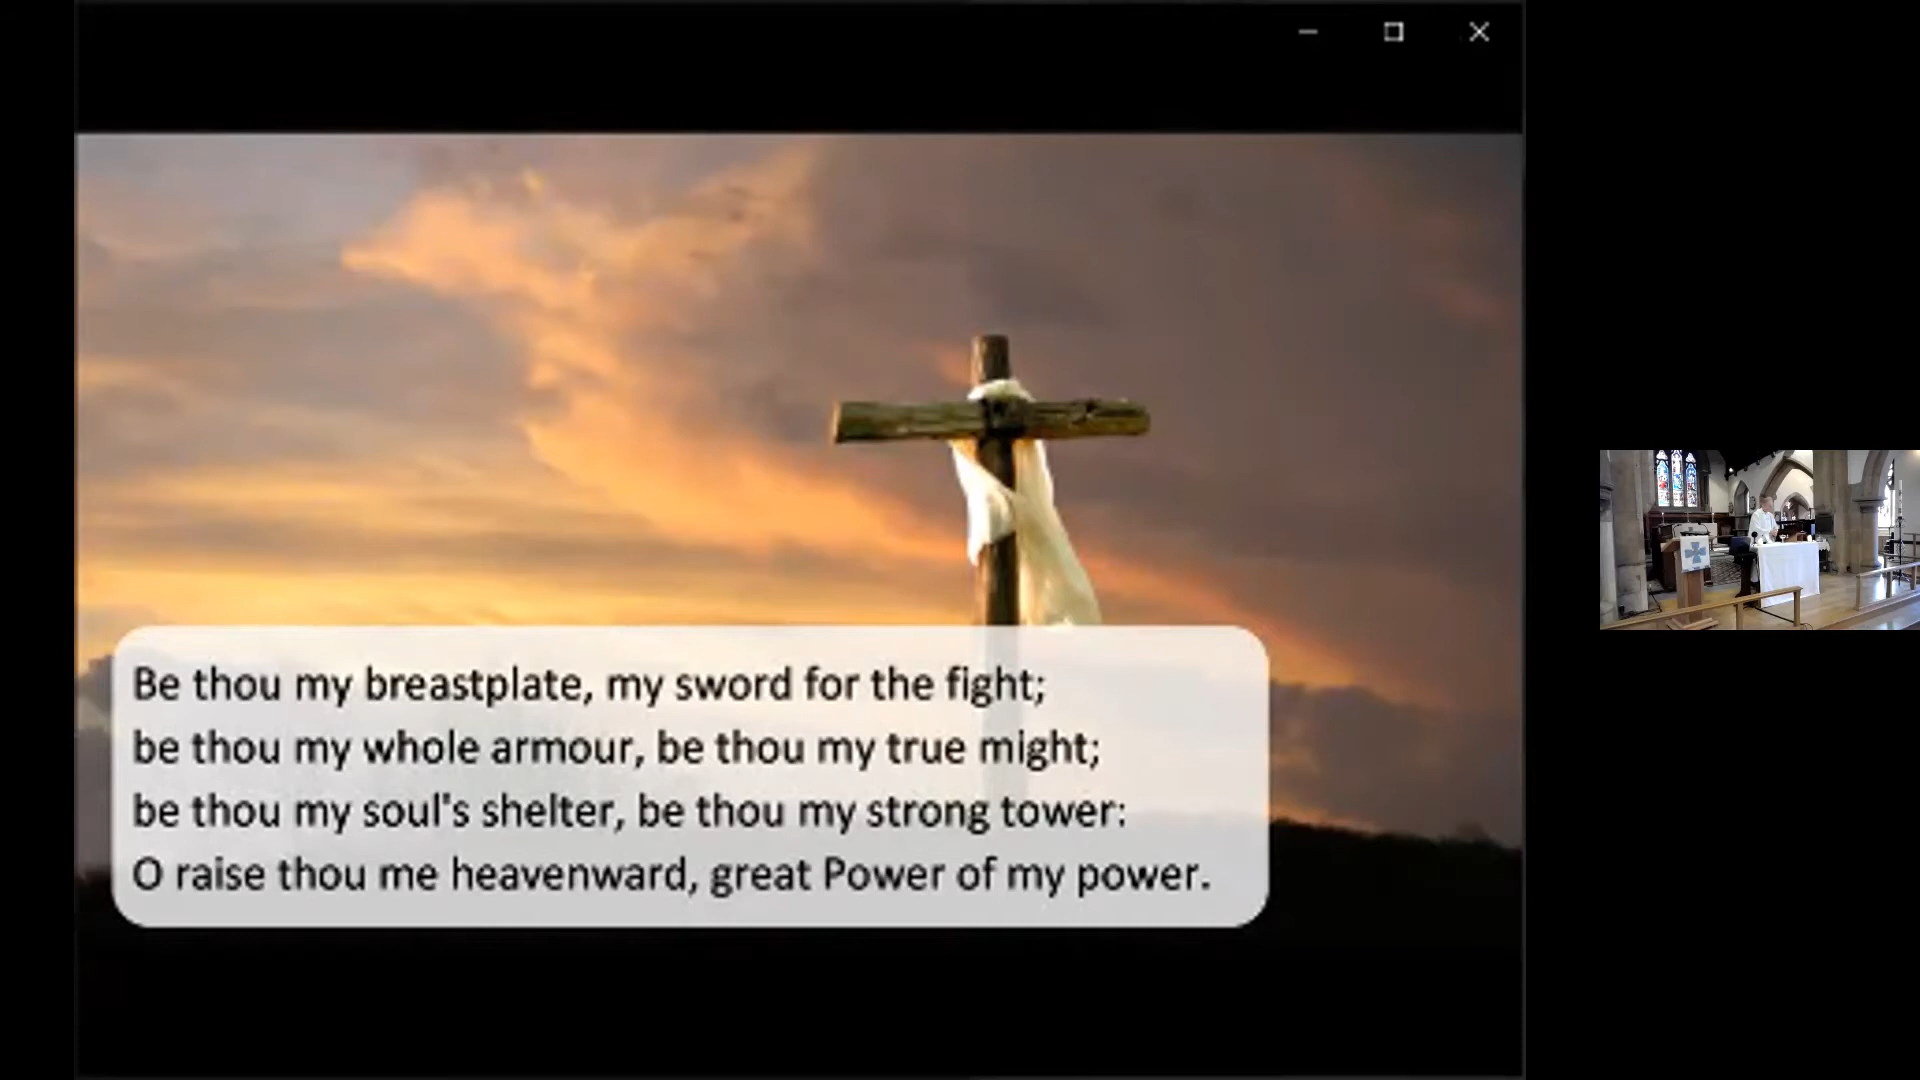 Be thou my breastplate, my sword for the fight;
be thou my whole armour, be thou my true might;
be thou my soul's shelter, be thou my strong tower:
O raise thou me heavenward, great Power of my power.